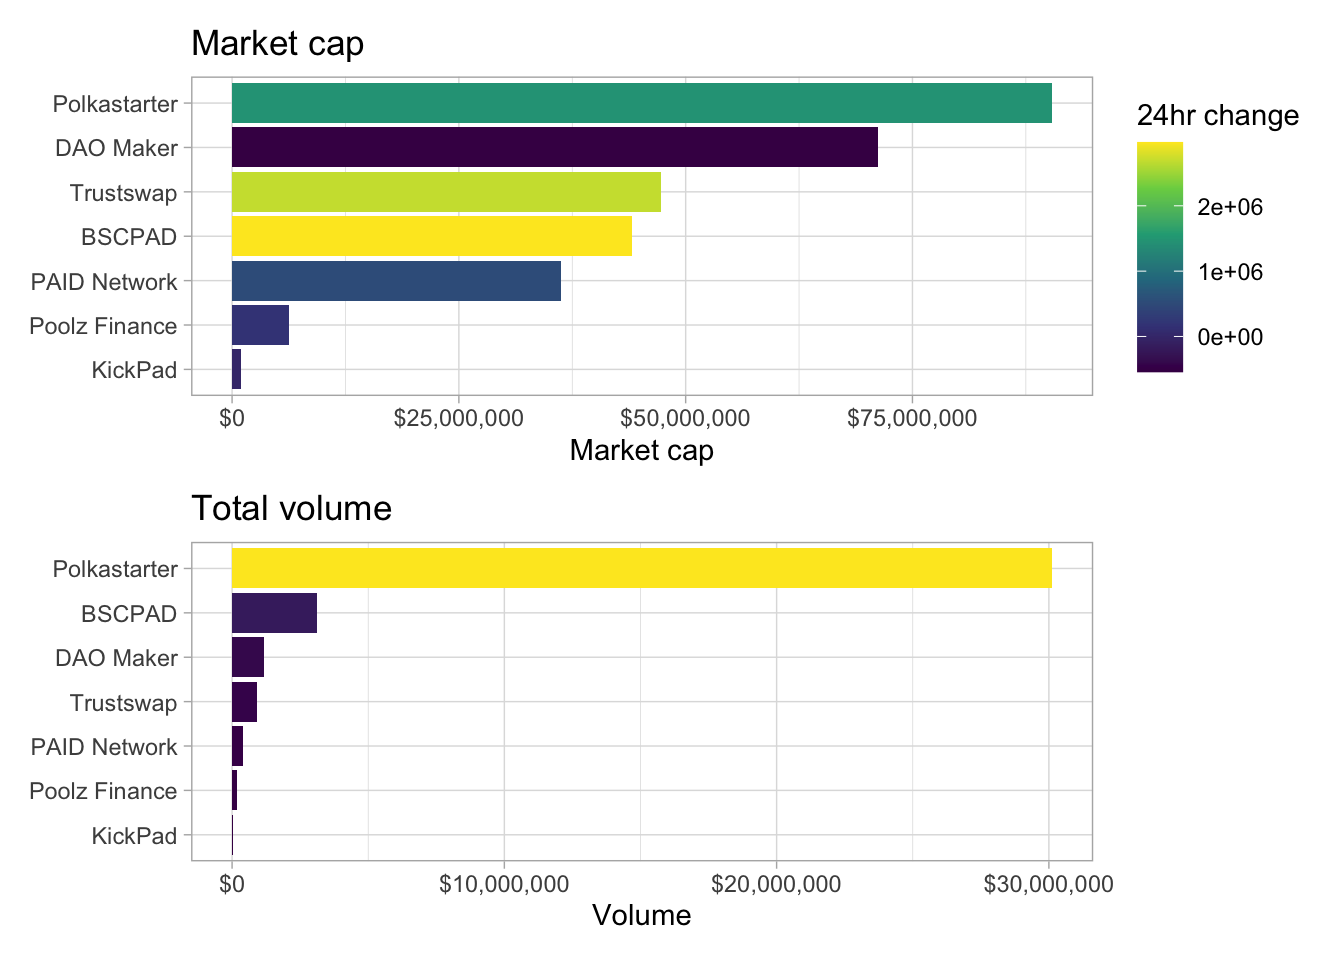 Market cap
Polkastarter
DAO Maker
Trustswap
BSCPAD
PAID Network
Poolz Finance
KickPad
$0 $25,000,000 $50,000,000 $75,000,000
Market cap
24hr change
2e+06
1e+06
0e+00
Total volume
Polkastarter
BSCPAD
DAO Maker
Trustswap
PAID Network
Poolz Finance
KickPad
$0 $10,000,000 $20,000,000 $30,000,000
Volume